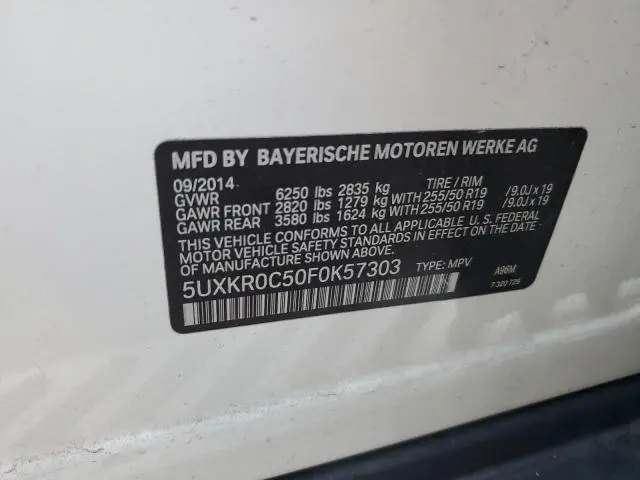 MFD BY BAYERISCHE MOTOREN WERKE AG
09/2014 TIRE / RIM
GVWR 6250 lbs 2835 kg
GAWR FRONT 2820 lbs 1279 kg WITH 255/50 R19 / 9.0J x 19
GAWR REAR 3580 lbs 1624 kg WITH 255/50 R19 / 9.0J x 19
THIS VEHICLE CONFORMS TO ALL APPLICABLE U. S. FEDERAL
MOTOR VEHICLE SAFETY STANDARDS IN EFFECT ON THE DATE
OF MANUFACTURE SHOWN ABOVE.
5UXKR0C50F0K57303 TYPE: MPV A96M
7 320 726